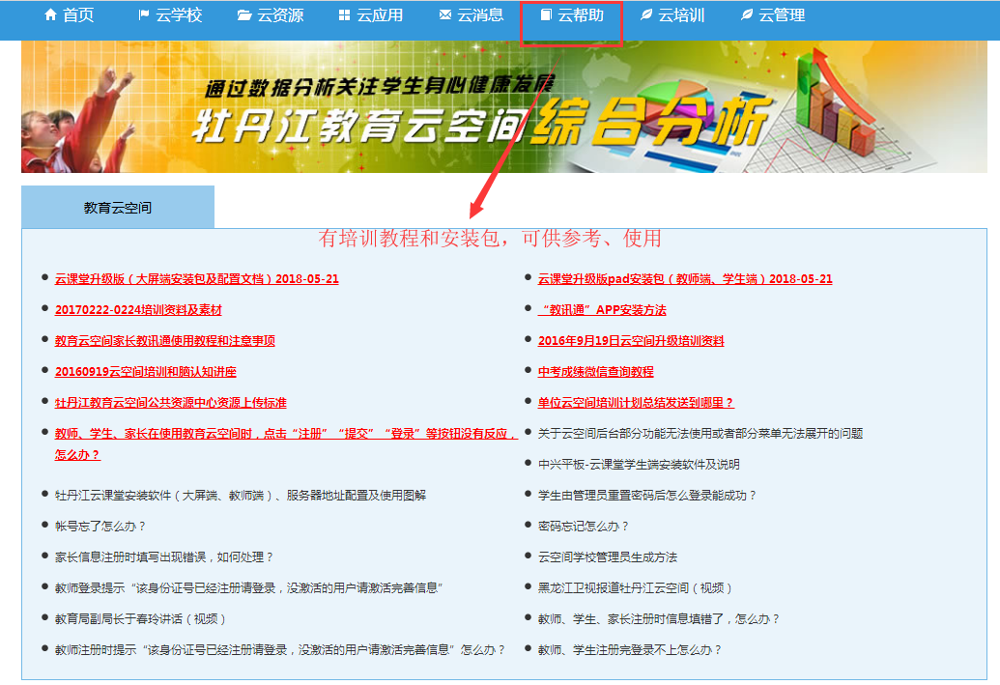 首页 云学校 云资源 云应用 云消息 云帮助 云培训 云管理
通过数据分析关注学生身心健康发展
牡丹江教育云空间综合分析
教育云空间
有培训教程和安装包，可供参考、使用
云课堂升级版（大屏端安装包及配置文档）2018-05-21
云课堂升级版pad安装包（教师端、学生端）2018-05-21
20170222-0224培训资料及素材
“教讯通”APP安装方法
教育云空间家长教讯通使用教程和注意事项
2016年9月19日云空间升级培训资料
20160919云空间培训和脑认知讲座
中考成绩微信查询教程
牡丹江教育云空间公共资源中心资源上传标准
单位云空间培训计划总结发送到哪里？
教师、学生、家长在使用教育云空间时，点击“注册”“提交”“登录”等按钮没有反应，
怎么办？
关于云空间后台部分功能无法使用或者部分菜单无法展开的问题
中兴平板-云课堂学生端安装软件及说明
牡丹江云课堂安装软件（大屏端、教师端）、服务器地址配置及使用图解
学生由管理员重置密码后怎么登录能成功？
帐号忘了怎么办？
密码忘记怎么办？
家长信息注册时填写出现错误，如何处理？
云空间学校管理员生成方法
教师登录提示“该身份证号已经注册请登录，没激活的用户请激活完善信息”
黑龙江卫视报道牡丹江云空间（视频）
教育局副局长于春玲讲话（视频）
教师、学生、家长注册时信息填错了，怎么办？
教师注册时提示“该身份证号已经注册请登录，没激活的用户请激活完善信息”怎么办？
教师、学生注册完登录不上怎么办？